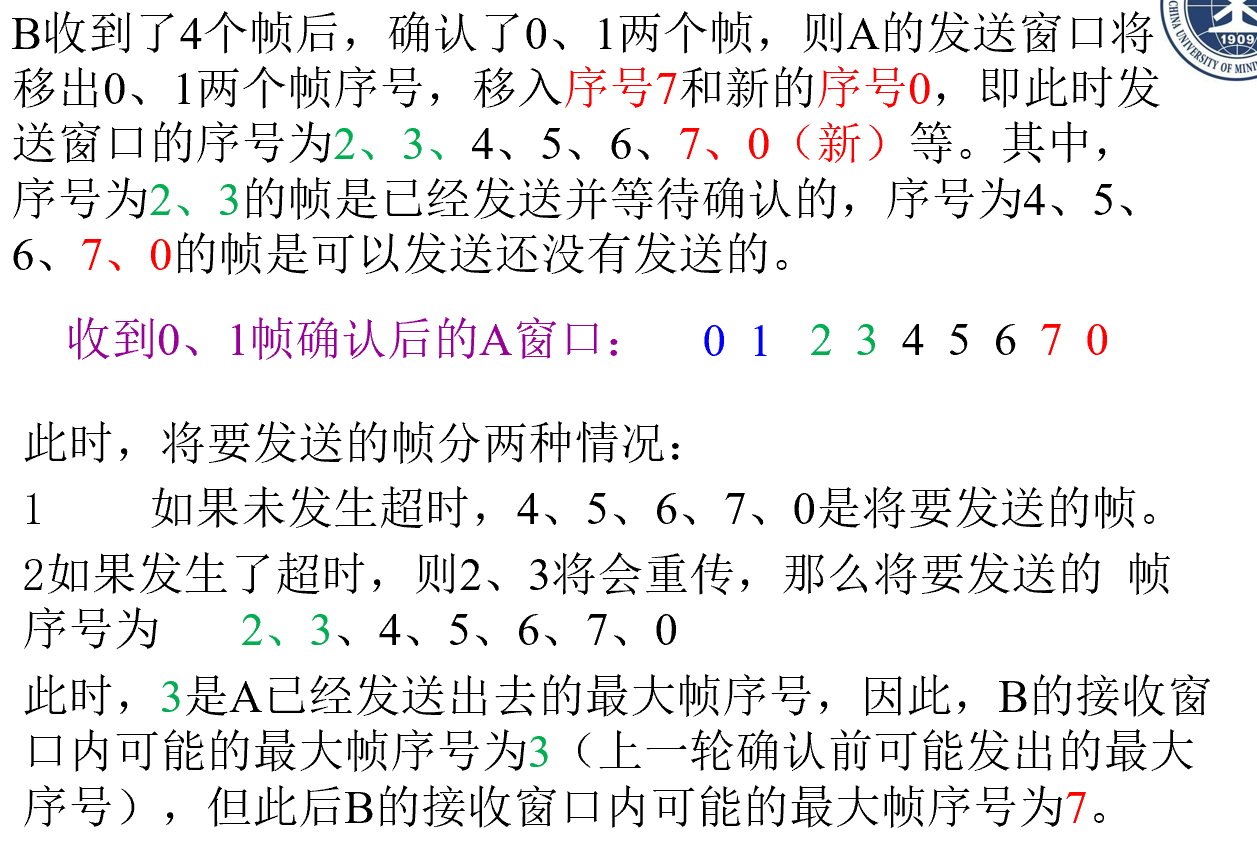 B收到了4个帧后，确认了0、1两个帧，则A的发送窗口将
移出0、1两个帧序号，移入序号7和新的序号0，即此时发
送窗口的序号为2、3、4、5、6、7、0（新）等。其中，
序号为2、3的帧是已经发送并等待确认的，序号为4、5、
6、7、0的帧是可以发送还没有发送的。
收到0、1帧确认后的A窗口： 0 1 2 3 4 5 6 7 0
此时，将要发送的帧分两种情况：
1 如果未发生超时，4、5、6、7、0是将要发送的帧。
2如果发生了超时，则2、3将会重传，那么将要发送的 帧
序号为 2、3、4、5、6、7、0
此时，3是A已经发送出去的最大帧序号，因此，B的接收窗
口内可能的最大帧序号为3（上一轮确认前可能发出的最大
序号），但此后B的接收窗口内可能的最大帧序号为7。
CHINA UNIVERSITY OF MIN
1909